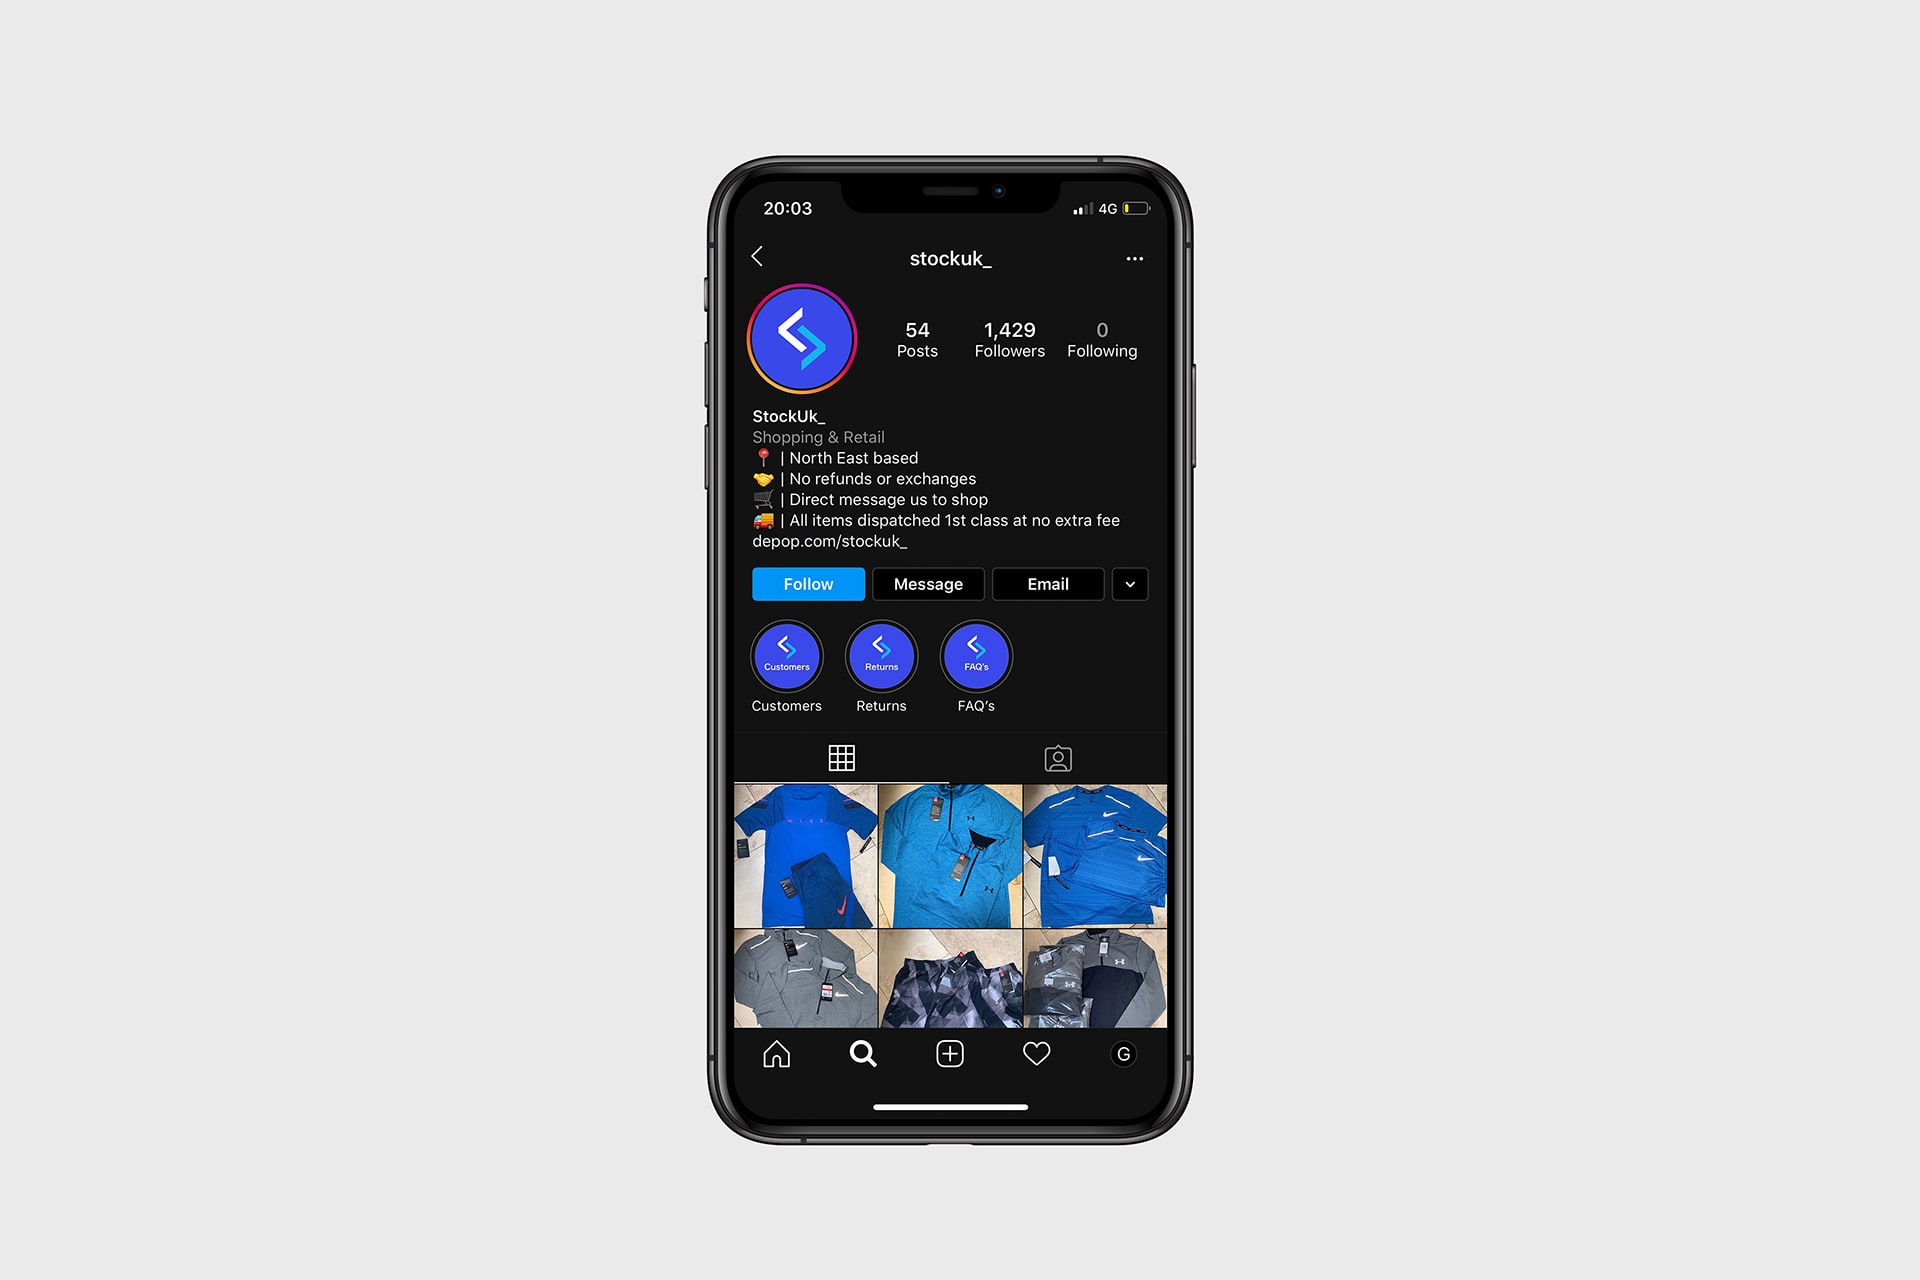 20:03
4G
stockuk_
54
Posts
1,429
Followers
0
Following
StockUk_
Shopping & Retail
📍 | North East based
🤝 | No refunds or exchanges
🛒 | Direct message us to shop
🚚 | All items dispatched 1st class at no extra fee
depop.com/stockuk_
Follow
Message
Email
Customers
Returns
FAQ's
Customers
Returns
FAQ's
NIKE
G